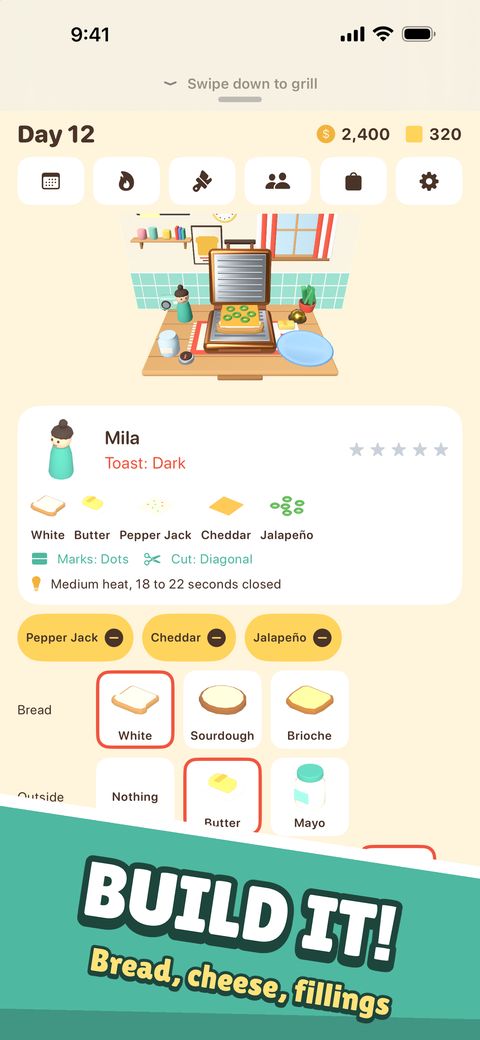 9:41
Swipe down to grill
Day 12
$ 2,400 320
Mila
Toast: Dark
White Butter Pepper Jack Cheddar Jalapeño
Marks: Dots Cut: Diagonal
Medium heat, 18 to 22 seconds closed
Pepper Jack Cheddar Jalapeño
Bread
White Sourdough Brioche
Outside
Nothing Butter Mayo
BUILD IT!
Bread, cheese, fillings